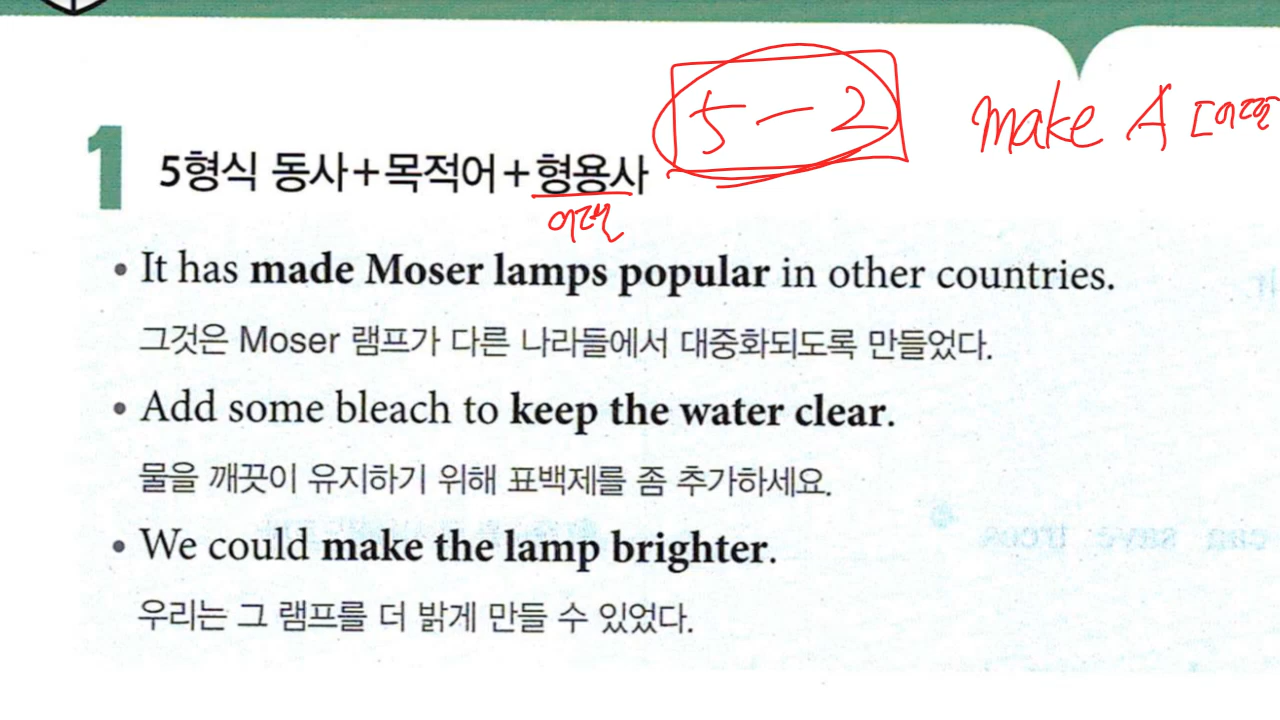 5 - 2
make A [어떤
1
5형식 동사+목적어+형용사
어떤
• It has made Moser lamps popular in other countries.
그것은 Moser 램프가 다른 나라들에서 대중화되도록 만들었다.
• Add some bleach to keep the water clear.
물을 깨끗이 유지하기 위해 표백제를 좀 추가하세요.
• We could make the lamp brighter.
우리는 그 램프를 더 밝게 만들 수 있었다.